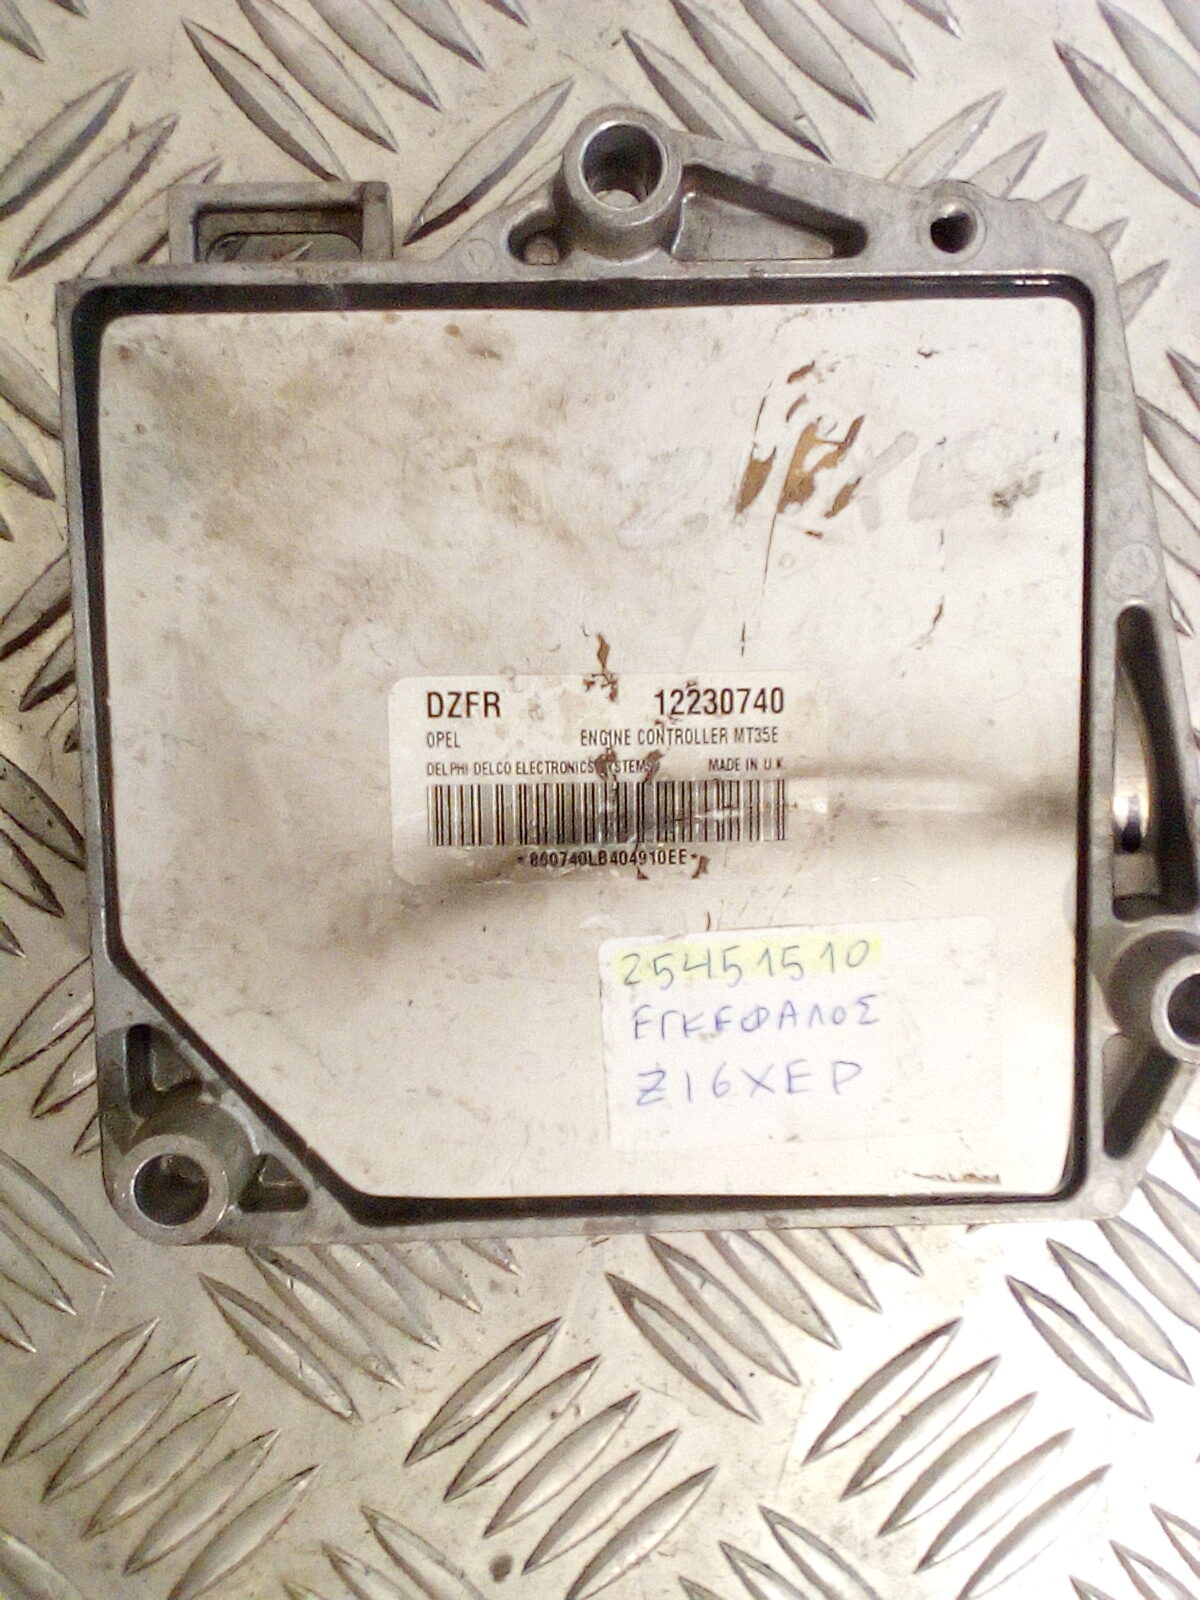 DZFR 12230740
OPEL ENGINE CONTROLLER MT35E
DELPHI DELCO ELECTRONICS SYSTEMS MADE IN U.K.
25451510
ΕΓΚΕΦΑΛΟΣ
Z16XEP